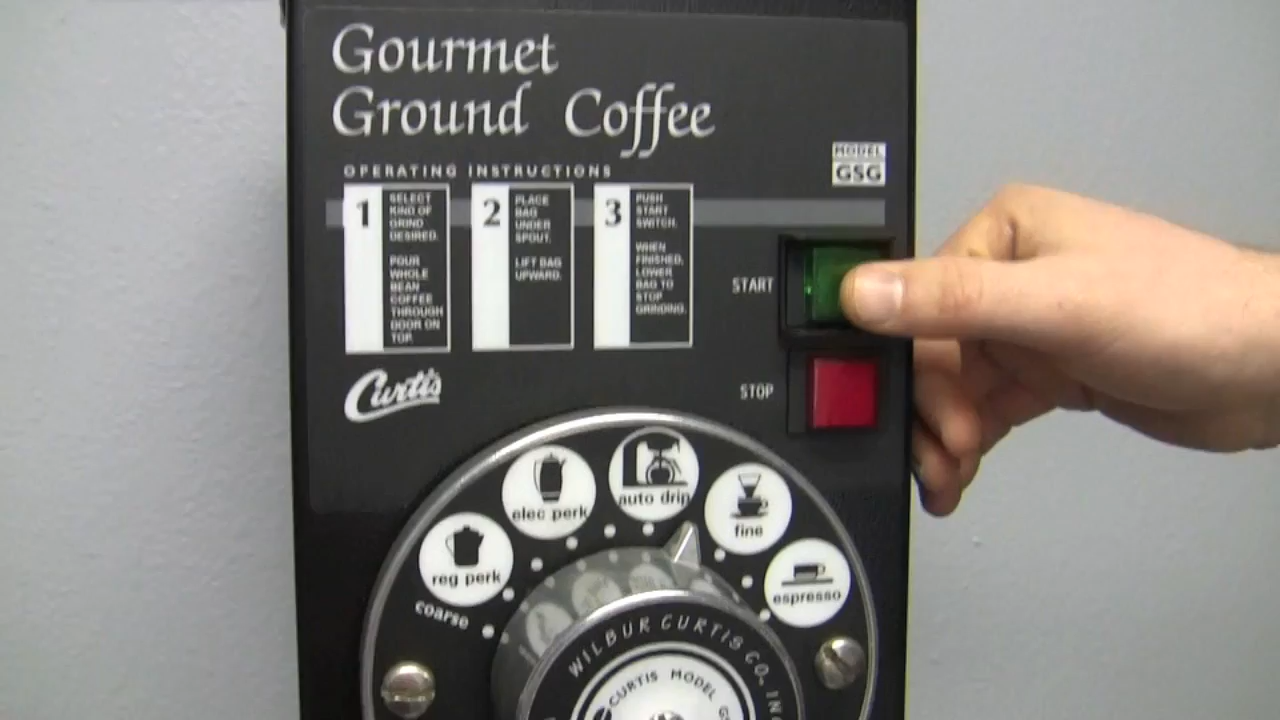 Gourmet
Ground Coffee
OPERATING INSTRUCTIONS
MODEL
GSG
1
SELECT
KIND OF
GRIND
DESIRED.
POUR
WHOLE
BEAN
COFFEE
THROUGH
DOOR ON
TOP.
2
PLACE
BAG
UNDER
SPOUT.
LIFT BAG
UPWARD.
3
PUSH
START
SWITCH.
WHEN
FINISHED,
LOWER
BAG TO
STOP
GRINDING.
START
STOP
Curtis
reg perk
elec perk
auto drip
fine
espresso
coarse
WILBUR CURTIS CO., INC
CURTIS MODEL